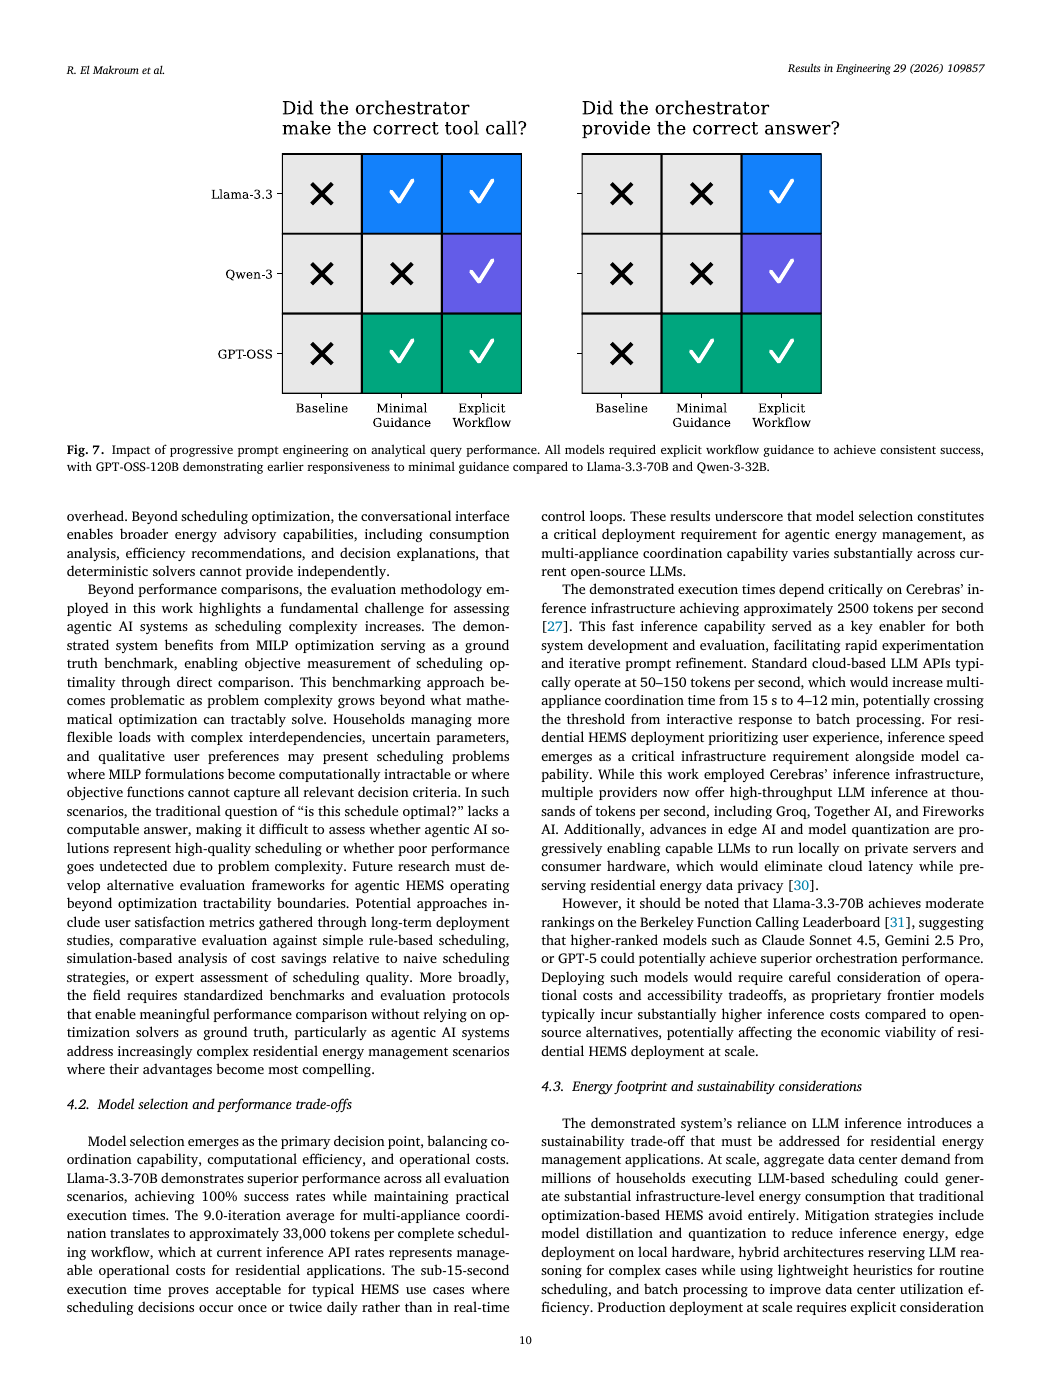 R. El Makroum et al.
Results in Engineering 29 (2026) 109857
Did the orchestrator
make the correct tool call?
Did the orchestrator
provide the correct answer?
Llama-3.3
Qwen-3
GPT-OSS
Baseline
Minimal
Guidance
Explicit
Workflow
Baseline
Minimal
Guidance
Explicit
Workflow
Fig. 7. Impact of progressive prompt engineering on analytical query performance. All models required explicit workflow guidance to achieve consistent success,
with GPT-OSS-120B demonstrating earlier responsiveness to minimal guidance compared to Llama-3.3-70B and Qwen-3-32B.
overhead. Beyond scheduling optimization, the conversational interface
enables broader energy advisory capabilities, including consumption
analysis, efficiency recommendations, and decision explanations, that
deterministic solvers cannot provide independently.
Beyond performance comparisons, the evaluation methodology em-
ployed in this work highlights a fundamental challenge for assessing
agentic AI systems as scheduling complexity increases. The demon-
strated system benefits from MILP optimization serving as a ground
truth benchmark, enabling objective measurement of scheduling op-
timality through direct comparison. This benchmarking approach be-
comes problematic as problem complexity grows beyond what mathe-
matical optimization can tractably solve. Households managing more
flexible loads with complex interdependencies, uncertain parameters,
and qualitative user preferences may present scheduling problems
where MILP formulations become computationally intractable or where
objective functions cannot capture all relevant decision criteria. In such
scenarios, the traditional question of “is this schedule optimal?” lacks a
computable answer, making it difficult to assess whether agentic AI so-
lutions represent high-quality scheduling or whether poor performance
goes undetected due to problem complexity. Future research must de-
velop alternative evaluation frameworks for agentic HEMS operating
beyond optimization tractability boundaries. Potential approaches in-
clude user satisfaction metrics gathered through long-term deployment
studies, comparative evaluation against simple rule-based scheduling,
simulation-based analysis of cost savings relative to naive scheduling
strategies, or expert assessment of scheduling quality. More broadly,
the field requires standardized benchmarks and evaluation protocols
that enable meaningful performance comparison without relying on op-
timization solvers as ground truth, particularly as agentic AI systems
address increasingly complex residential energy management scenarios
where their advantages become most compelling.
4.2. Model selection and performance trade-offs
Model selection emerges as the primary decision point, balancing co-
ordination capability, computational efficiency, and operational costs.
Llama-3.3-70B demonstrates superior performance across all evaluation
scenarios, achieving 100% success rates while maintaining practical
execution times. The 9.0-iteration average for multi-appliance coordi-
nation translates to approximately 33,000 tokens per complete schedul-
ing workflow, which at current inference API rates represents manage-
able operational costs for residential applications. The sub-15-second
execution time proves acceptable for typical HEMS use cases where
scheduling decisions occur once or twice daily rather than in real-time
control loops. These results underscore that model selection constitutes
a critical deployment requirement for agentic energy management, as
multi-appliance coordination capability varies substantially across cur-
rent open-source LLMs.
The demonstrated execution times depend critically on Cerebras’ in-
ference infrastructure achieving approximately 2500 tokens per second
[27]. This fast inference capability served as a key enabler for both
system development and evaluation, facilitating rapid experimentation
and iterative prompt refinement. Standard cloud-based LLM APIs typi-
cally operate at 50–150 tokens per second, which would increase multi-
appliance coordination time from 15 s to 4–12 min, potentially crossing
the threshold from interactive response to batch processing. For resi-
dential HEMS deployment prioritizing user experience, inference speed
emerges as a critical infrastructure requirement alongside model ca-
pability. While this work employed Cerebras’ inference infrastructure,
multiple providers now offer high-throughput LLM inference at thou-
sands of tokens per second, including Groq, Together AI, and Fireworks
AI. Additionally, advances in edge AI and model quantization are pro-
gressively enabling capable LLMs to run locally on private servers and
consumer hardware, which would eliminate cloud latency while pre-
serving residential energy data privacy [30].
However, it should be noted that Llama-3.3-70B achieves moderate
rankings on the Berkeley Function Calling Leaderboard [31], suggesting
that higher-ranked models such as Claude Sonnet 4.5, Gemini 2.5 Pro,
or GPT-5 could potentially achieve superior orchestration performance.
Deploying such models would require careful consideration of opera-
tional costs and accessibility tradeoffs, as proprietary frontier models
typically incur substantially higher inference costs compared to open-
source alternatives, potentially affecting the economic viability of resi-
dential HEMS deployment at scale.
4.3. Energy footprint and sustainability considerations
The demonstrated system’s reliance on LLM inference introduces a
sustainability trade-off that must be addressed for residential energy
management applications. At scale, aggregate data center demand from
millions of households executing LLM-based scheduling could gener-
ate substantial infrastructure-level energy consumption that traditional
optimization-based HEMS avoid entirely. Mitigation strategies include
model distillation and quantization to reduce inference energy, edge
deployment on local hardware, hybrid architectures reserving LLM rea-
soning for complex cases while using lightweight heuristics for routine
scheduling, and batch processing to improve data center utilization ef-
ficiency. Production deployment at scale requires explicit consideration
10